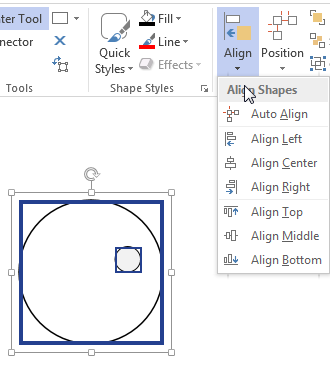 ter Tool
nnector
Tools
Quick
Styles
Fill
Line
Effects
Shape Styles
Align
Position
Align Shapes
Auto Align
Align Left
Align Center
Align Right
Align Top
Align Middle
Align Bottom